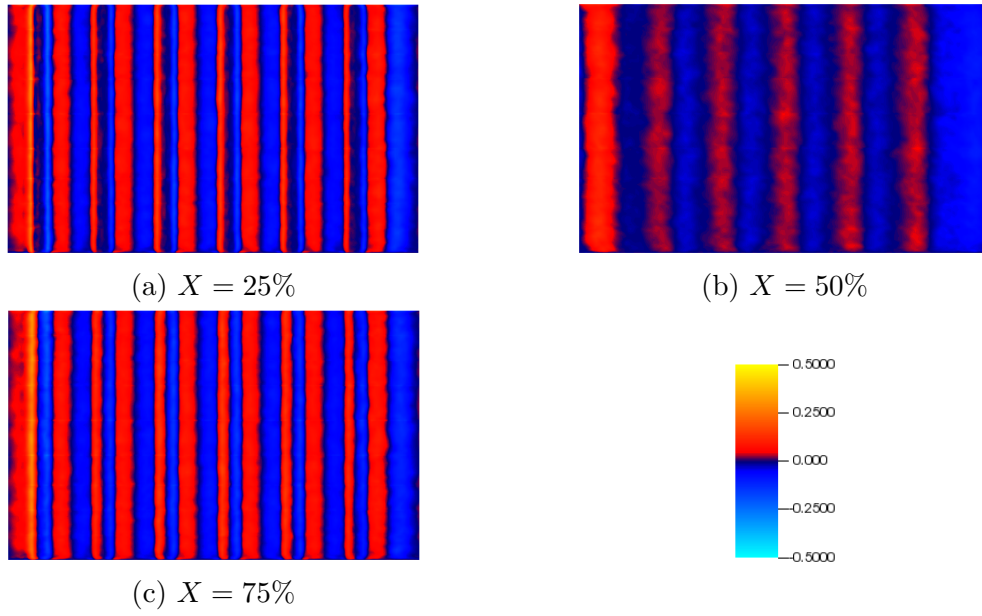 (a) X = 25%
(b) X = 50%
(c) X = 75%
0.5000
0.2500
0.000
-0.2500
-0.5000